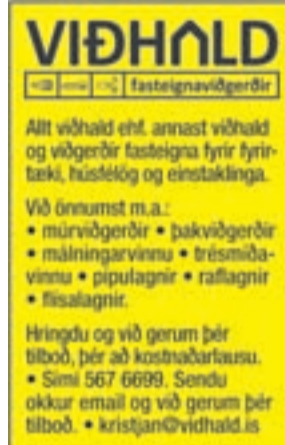 VIÐHALD
fasteignaviðgerðir
Allt viðhald ehf. annast viðhald
og viðgerðir fasteigna fyrir fyrir-
tæki, húsfélög og einstaklinga.
Við önnumst m.a.:
• múrviðgerðir • þakviðgerðir
• málningarvinnu • trésmíða-
vinnu • pípulagnir • raflagnir
• flísalagnir.
Hringdu og við gerum þér
tilboð, þér að kostnaðarlausu.
• Sími 567 6699. Sendu
okkur email og við gerum þér
tilboð. • kristjan@vidhald.is